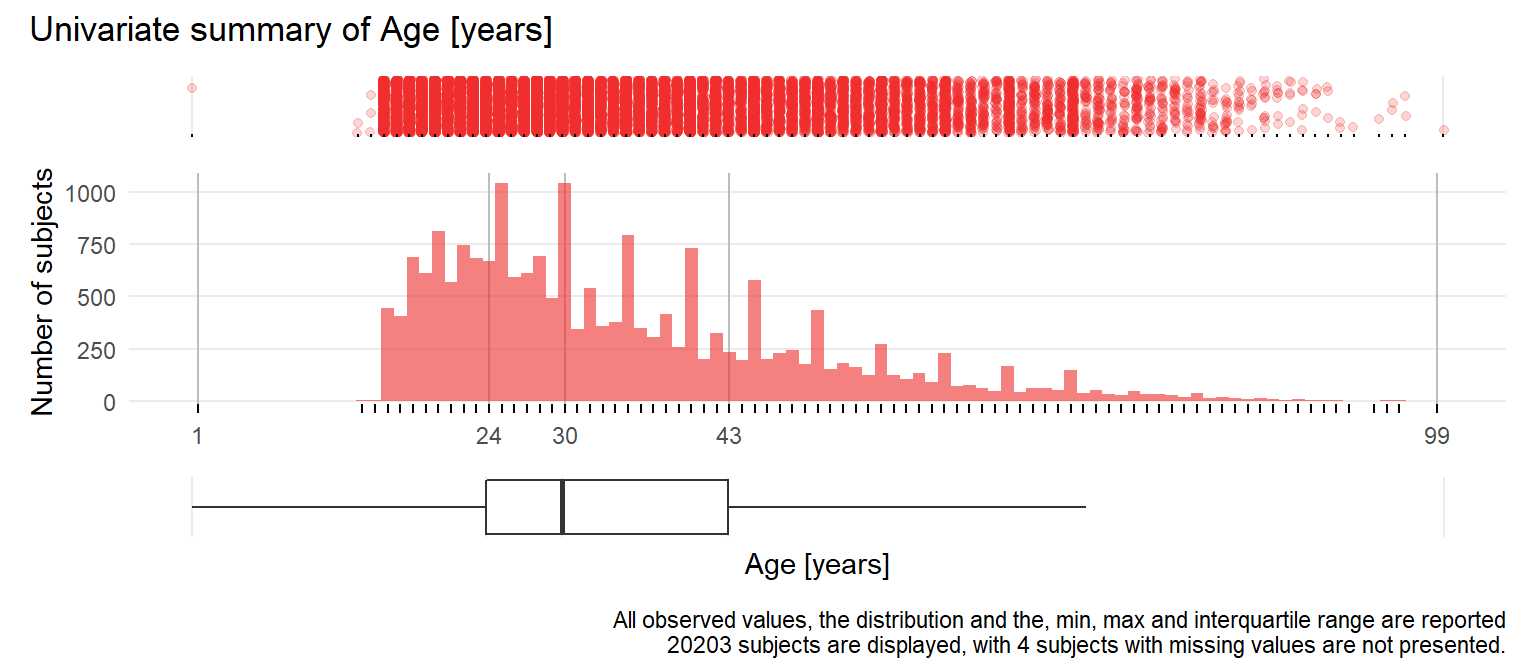 Univariate summary of Age [years]
Number of subjects
1000
750
500
250
0
1 24 30 43 99
Age [years]
All observed values, the distribution and the, min, max and interquartile range are reported
20203 subjects are displayed, with 4 subjects with missing values are not presented.